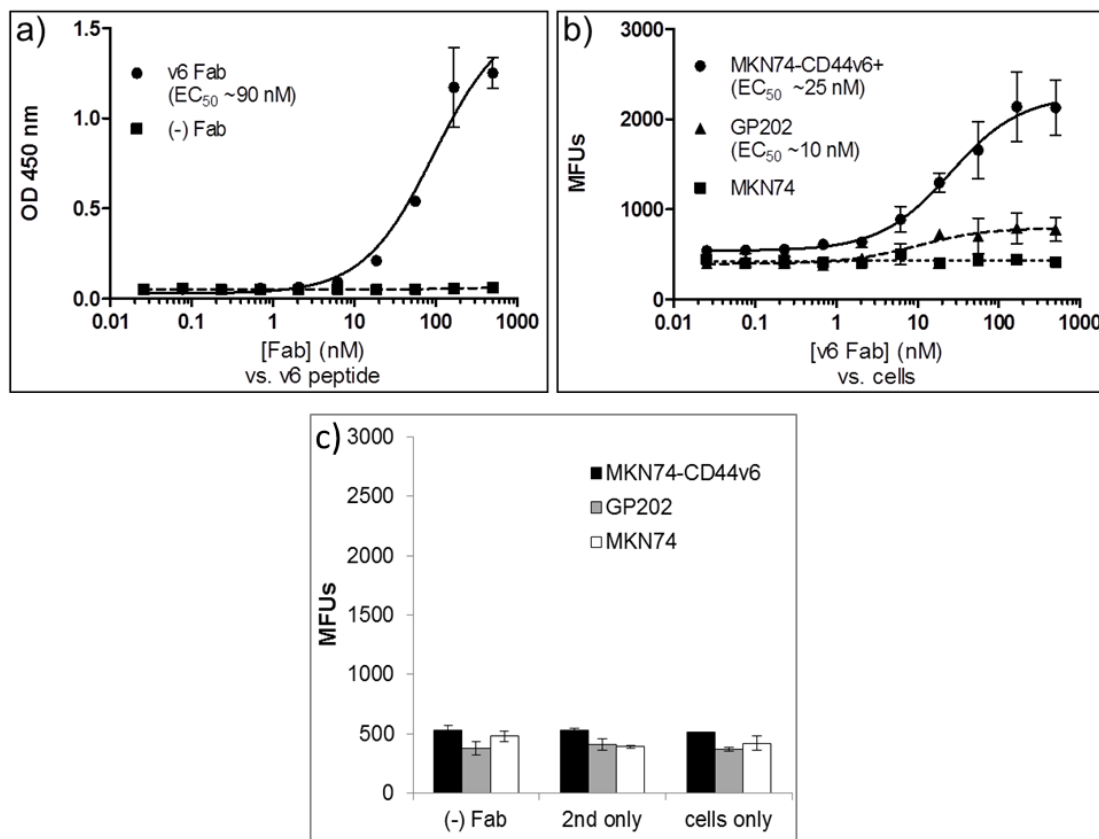 a)
OD 450 nm
1.5
1.0
0.5
0.0
v6 Fab
(EC50 ~90 nM)
(-) Fab
0.01 0.1 1 10 100 1000
[Fab] (nM)
vs. v6 peptide
b)
MFUs
3000
2000
1000
0
MKN74-CD44v6+
(EC50 ~25 nM)
GP202
(EC50 ~10 nM)
MKN74
0.01 0.1 1 10 100 1000
[v6 Fab] (nM)
vs. cells
c)
MFUs
3000
2500
2000
1500
1000
500
0
MKN74-CD44v6
GP202
MKN74
(-) Fab 2nd only cells only